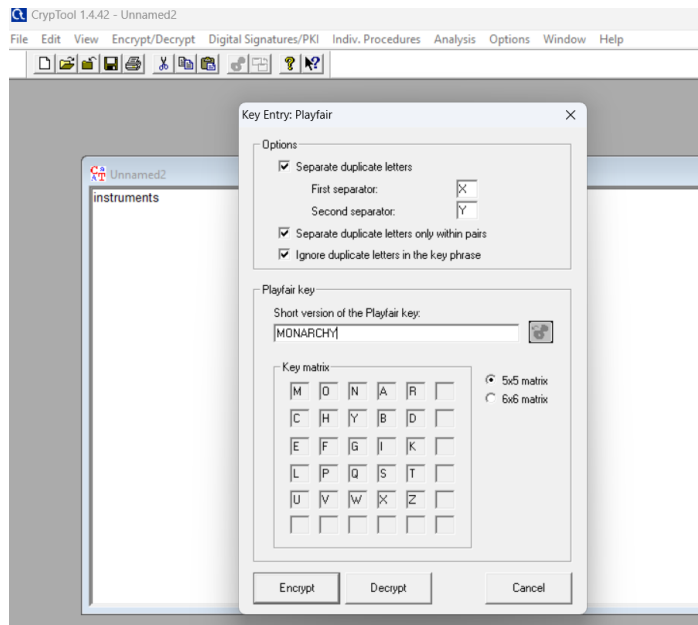 CrypTool 1.4.42 - Unnamed2
File Edit View Encrypt/Decrypt Digital Signatures/PKI Indiv. Procedures Analysis Options Window Help
Key Entry: Playfair
Options
Separate duplicate letters
First separator: X
Second separator: Y
Separate duplicate letters only within pairs
Ignore duplicate letters in the key phrase
Unnamed2
instruments
Playfair key
Short version of the Playfair key:
MONARCHY
Key matrix
M O N A R
C H Y B D
E F G I K
L P Q S T
U V W X Z
5x5 matrix
6x6 matrix
Encrypt Decrypt Cancel